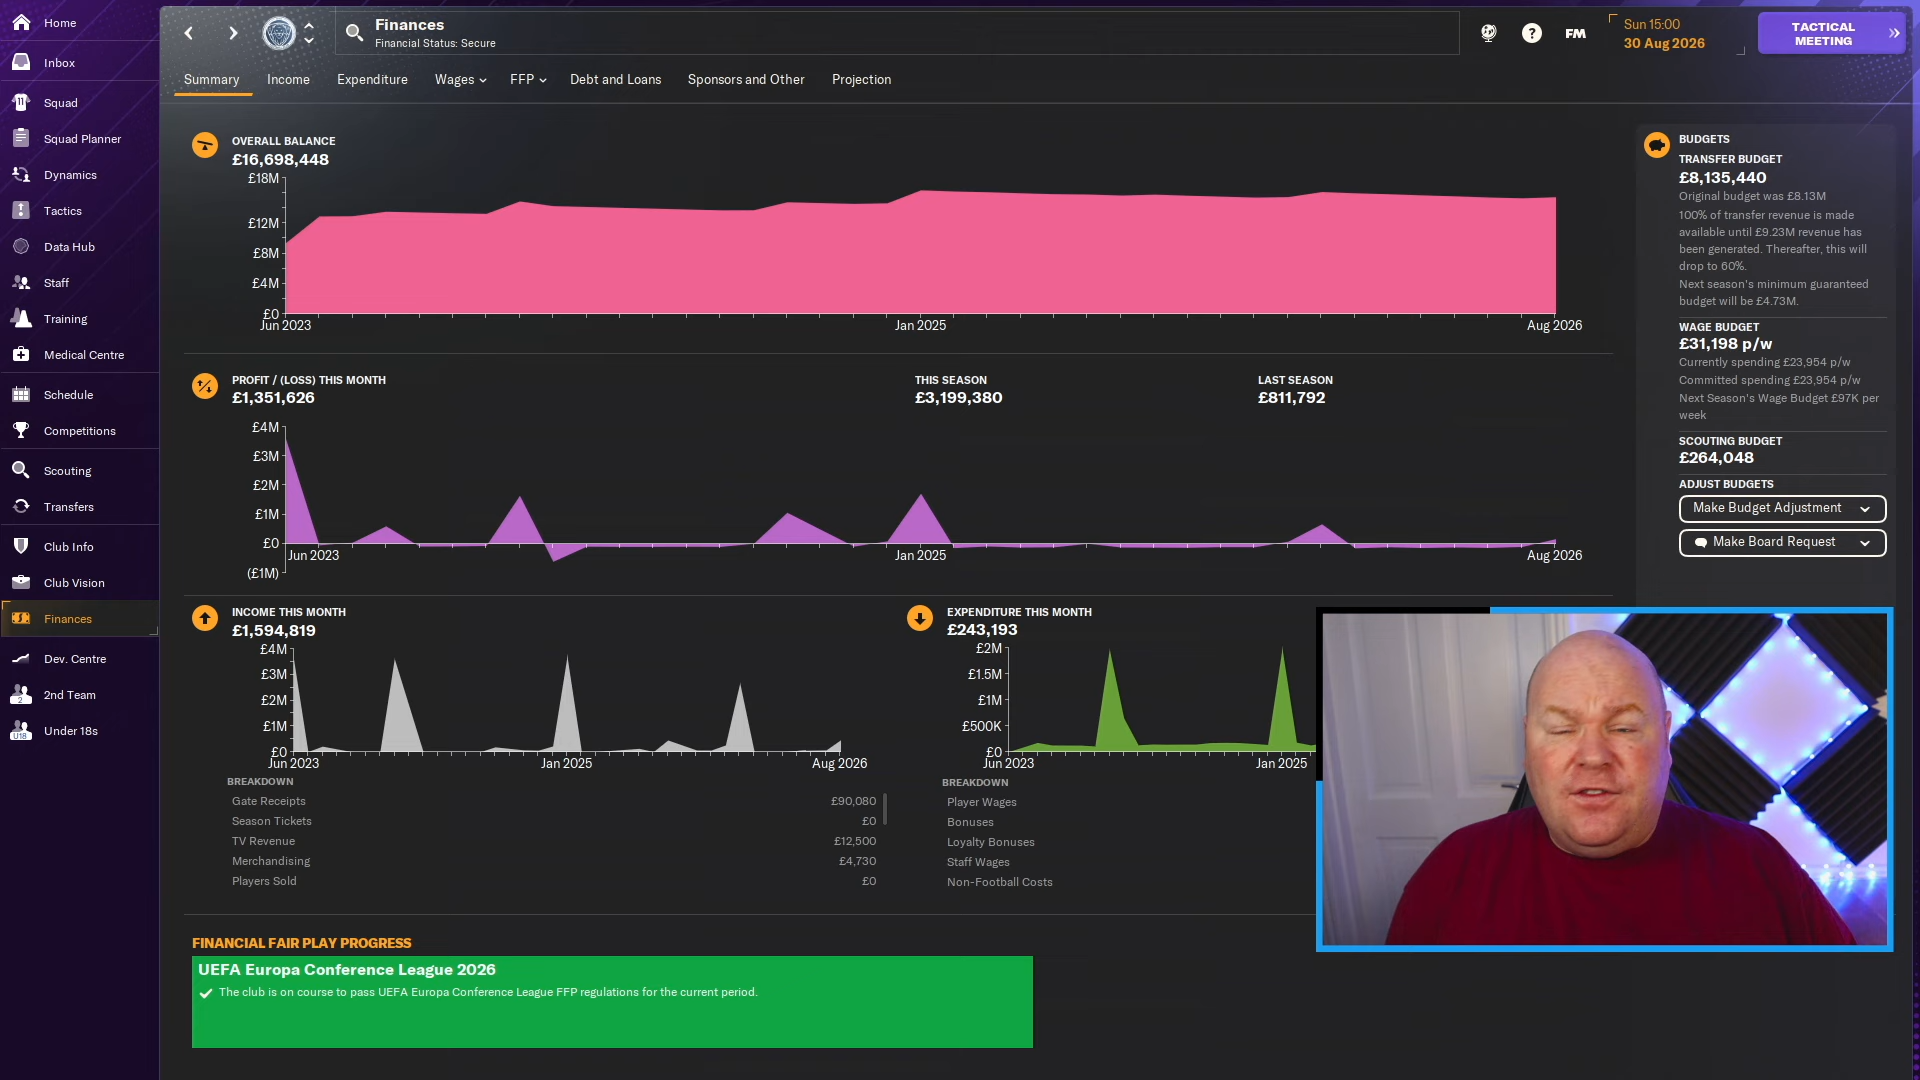 Home
Inbox
Squad
Squad Planner
Dynamics
Tactics
Data Hub
Staff
Training
Medical Centre
Schedule
Competitions
Scouting
Transfers
Club Info
Club Vision
Finances
Dev. Centre
2nd Team
Under 18s
Finances
Financial Status: Secure
FM
Sun 15:00
30 Aug 2026
TACTICAL
MEETING
Summary
Income
Expenditure
Wages
FFP
Debt and Loans
Sponsors and Other
Projection
OVERALL BALANCE
£16,698,448
£18M
£12M
£8M
£4M
£0
Jun 2023
Jan 2025
Aug 2026
PROFIT / (LOSS) THIS MONTH
£1,351,626
THIS SEASON
£3,199,380
LAST SEASON
£811,792
£4M
£3M
£2M
£1M
£0
(£1M)
Jun 2023
Jan 2025
Aug 2026
INCOME THIS MONTH
£1,594,819
£4M
£3M
£2M
£1M
£0
Jun 2023
Jan 2025
Aug 2026
BREAKDOWN
Gate Receipts £90,080
Season Tickets £0
TV Revenue £12,500
Merchandising £4,730
Players Sold £0
EXPENDITURE THIS MONTH
£243,193
£2M
£1.5M
£1M
£500K
£0
Jun 2023
Jan 2025
BREAKDOWN
Player Wages
Bonuses
Loyalty Bonuses
Staff Wages
Non-Football Costs
FINANCIAL FAIR PLAY PROGRESS
UEFA Europa Conference League 2026
The club is on course to pass UEFA Europa Conference League FFP regulations for the current period.
BUDGETS
TRANSFER BUDGET
£8,135,440
Original budget was £8.13M
100% of transfer revenue is made
available until £9.23M revenue has
been generated. Thereafter, this will
drop to 60%.
Next season's minimum guaranteed
budget will be £4.73M.
WAGE BUDGET
£31,198 p/w
Currently spending £23,954 p/w
Committed spending £23,954 p/w
Next Season's Wage Budget £97K per
week
SCOUTING BUDGET
£264,048
ADJUST BUDGETS
Make Budget Adjustment
Make Board Request